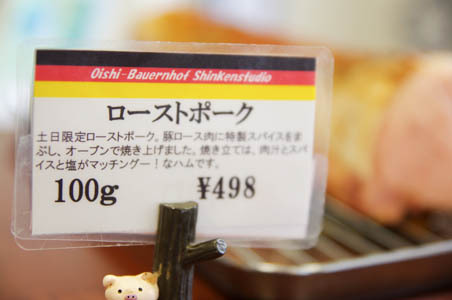 Oishi-Bauernhof Shinkenstudio
ローストポーク
土日限定ローストポーク。豚ロース肉に特製スパイスをま
ぶし、オーブンで焼き上げました。焼き立ては、肉汁とスパ
イスと塩がマッチングー！なハムです。
100g ¥498